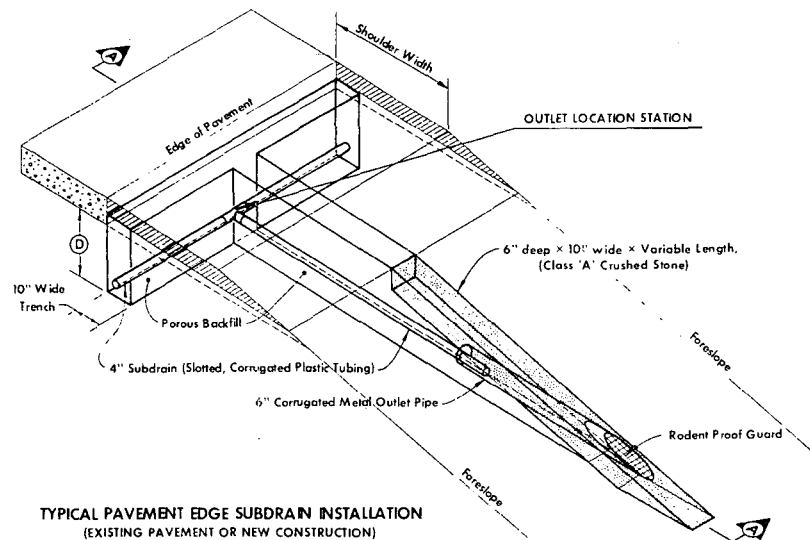 A
Shoulder Width
OUTLET LOCATION STATION
Edge of Pavement
D
6" deep × 10" wide × Variable Length,
(Class 'A' Crushed Stone)
10" Wide
Trench
Porous Backfill
4" Subdrain (Slotted, Corrugated Plastic Tubing)
6" Corrugated Metal Outlet Pipe
Foreslope
Rodent Proof Guard
Foreslope
TYPICAL PAVEMENT EDGE SUBDRAIN INSTALLATION
(EXISTING PAVEMENT OR NEW CONSTRUCTION)
A